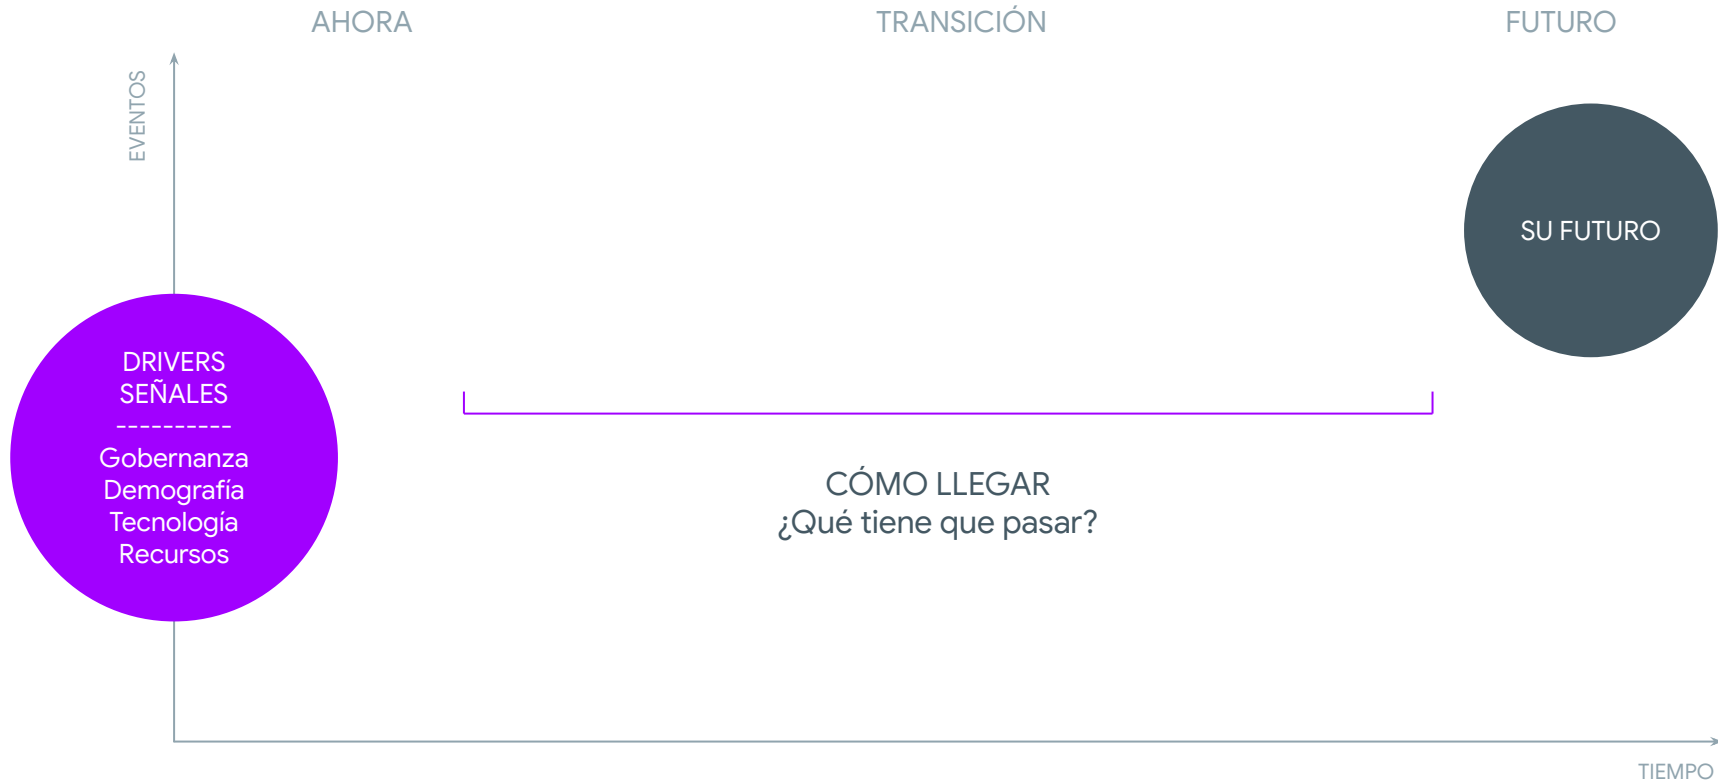 AHORA
TRANSICIÓN
FUTURO
EVENTOS
SU FUTURO
DRIVERS
SEÑALES
----------
Gobernanza
Demografía
Tecnología
Recursos
CÓMO LLEGAR
¿Qué tiene que pasar?
TIEMPO